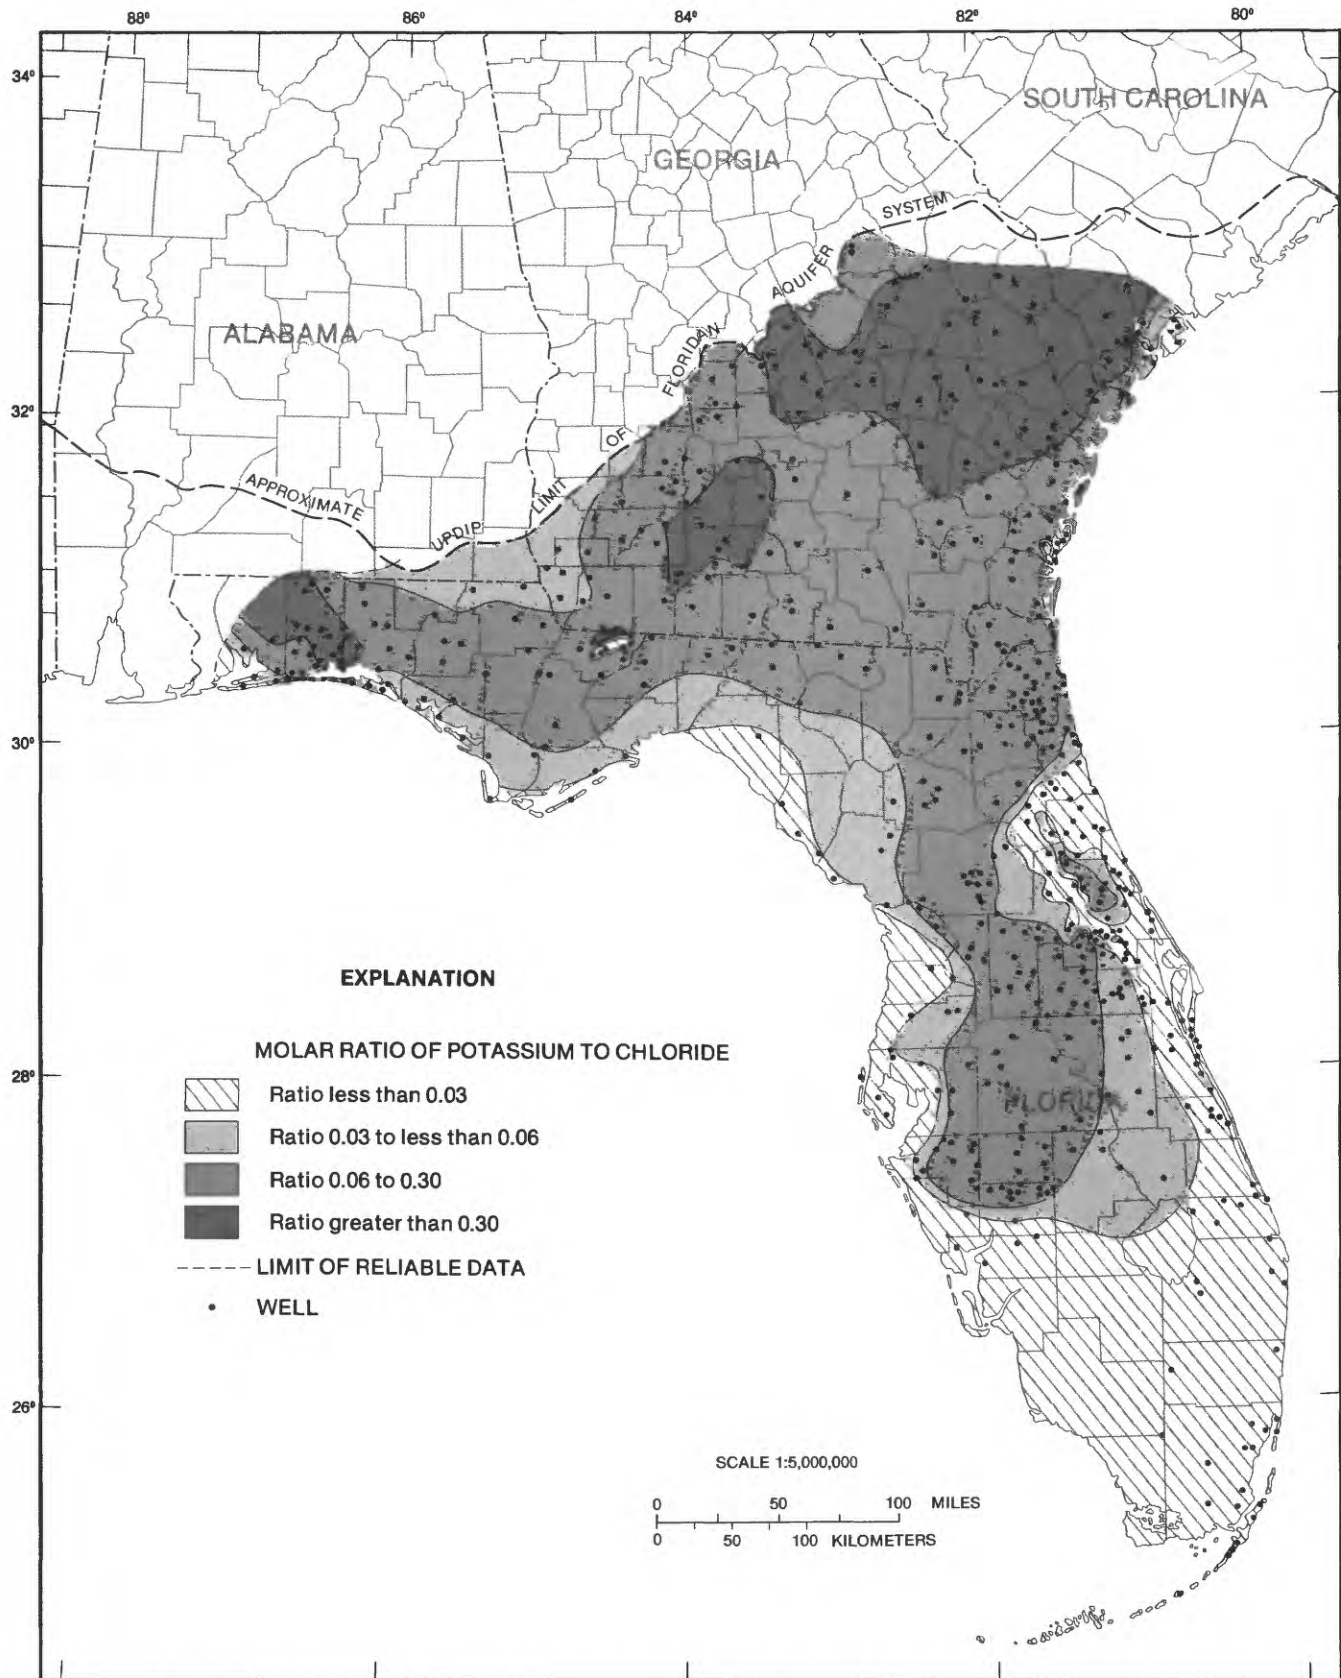 88° 86° 84° 82° 80°
34°
SOUTH CAROLINA
GEORGIA
SYSTEM
AQUIFER
ALABAMA
FLORIDAN
32°
OF
LIMIT
APPROXIMATE
UPDIP
30°
EXPLANATION
MOLAR RATIO OF POTASSIUM TO CHLORIDE
28°
Ratio less than 0.03
FLORIDA
Ratio 0.03 to less than 0.06
Ratio 0.06 to 0.30
Ratio greater than 0.30
LIMIT OF RELIABLE DATA
WELL
26°
SCALE 1:5,000,000
0 50 100 MILES
0 50 100 KILOMETERS